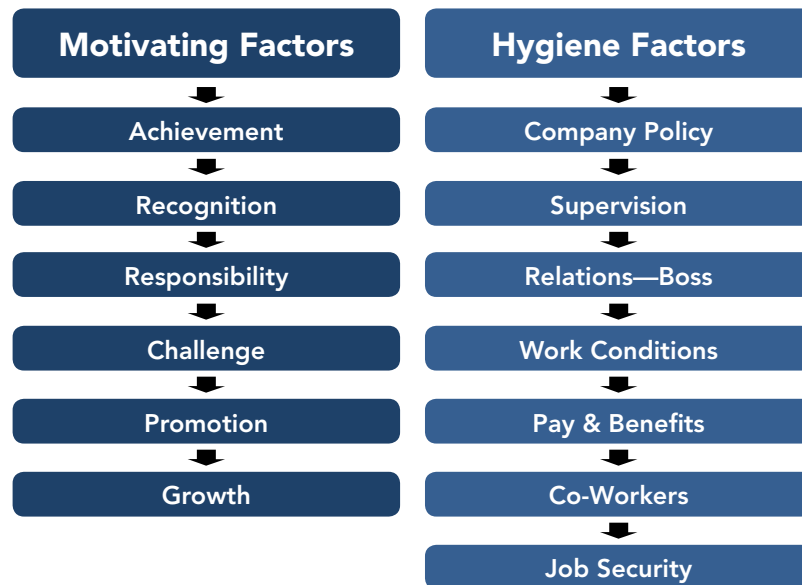 Motivating Factors
Achievement
Recognition
Responsibility
Challenge
Promotion
Growth
Hygiene Factors
Company Policy
Supervision
Relations—Boss
Work Conditions
Pay & Benefits
Co-Workers
Job Security